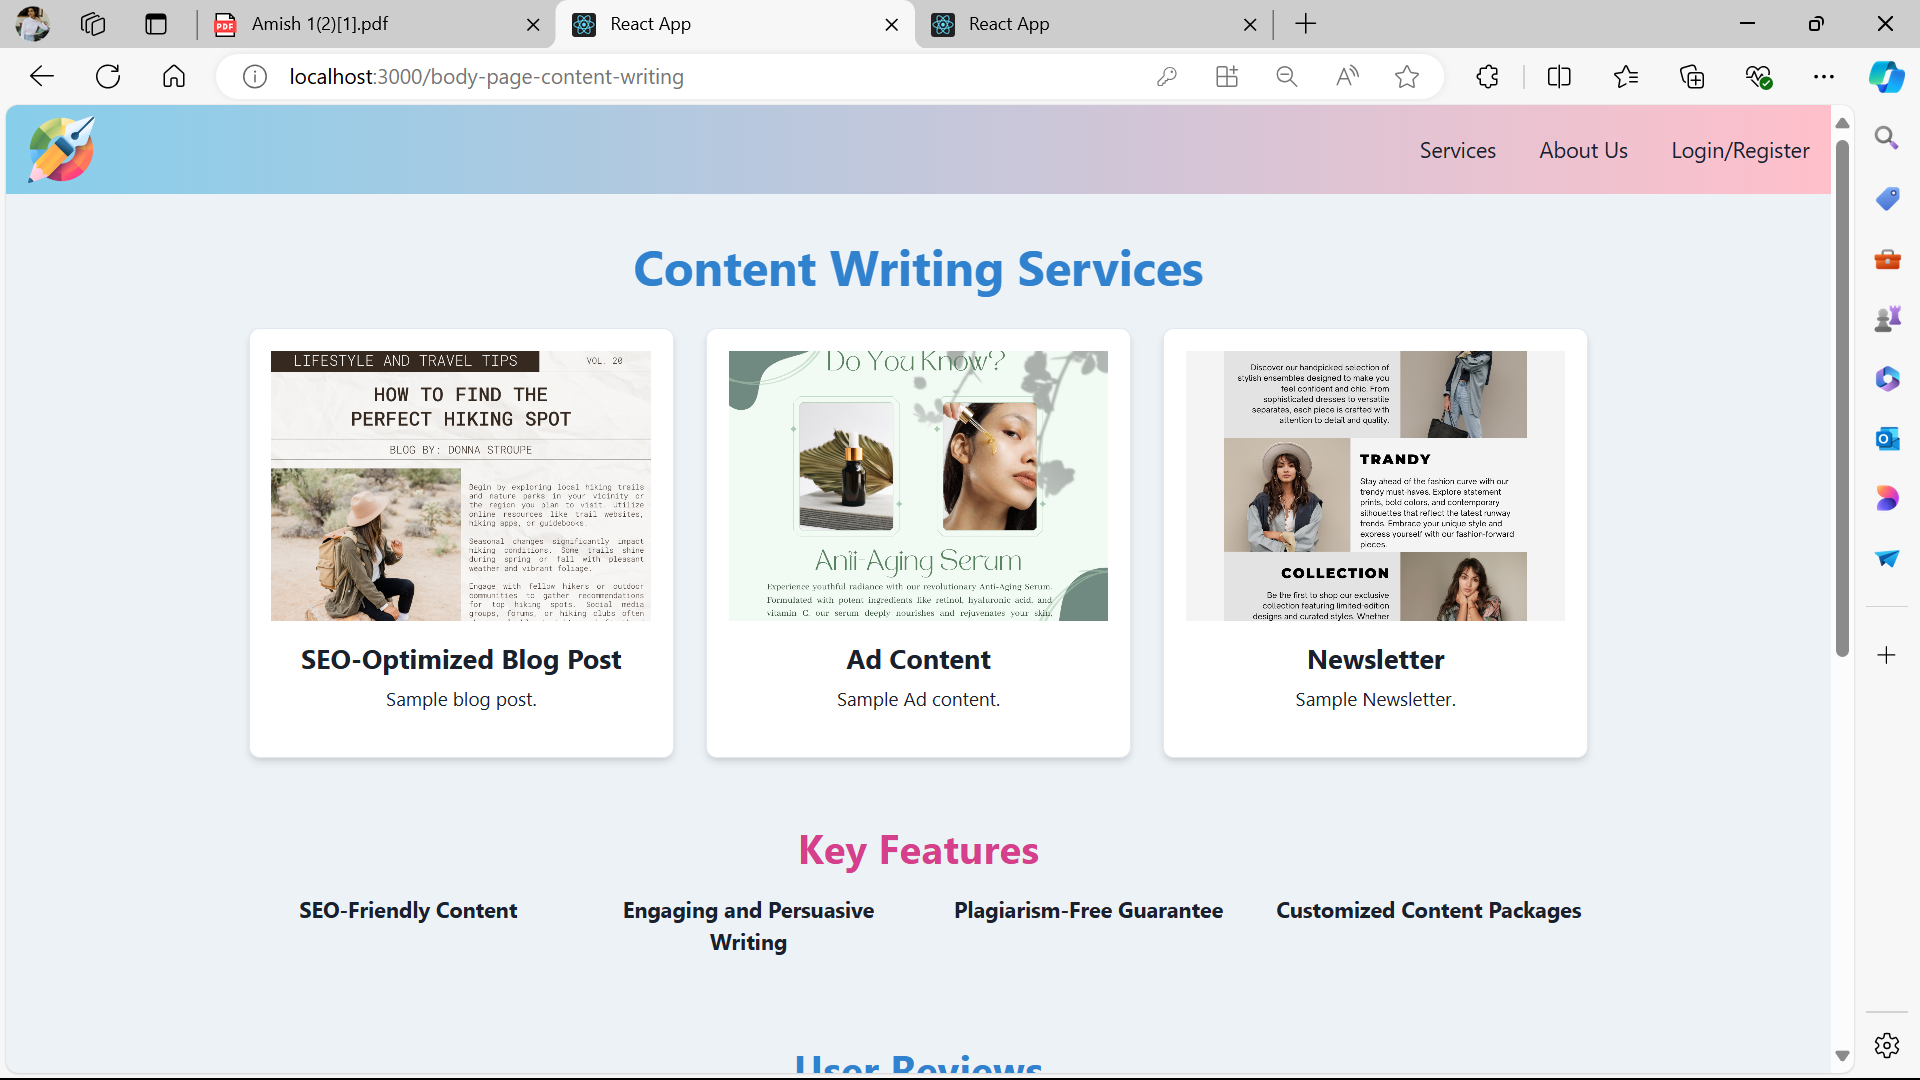 Amish 1(2)[1].pdf
React App
React App
localhost:3000/body-page-content-writing
Services
About Us
Login/Register
Content Writing Services
LIFESTYLE AND TRAVEL TIPS
VOL. 20
HOW TO FIND THE
PERFECT HIKING SPOT
BLOG BY: DONNA STROUPE
Begin by exploring local hiking trails
and nature parks in your vicinity or
the region you plan to visit. Utilize
online resources like trail websites,
hiking apps, or guidebooks.
Seasonal changes significantly impact
hiking conditions. Some trails shine
during spring or fall with pleasant
weather and vibrant foliage.
Engage with fellow hikers or outdoor
communities to gather recommendations
for top hiking spots. Social media
groups, forums, or hiking clubs often
SEO-Optimized Blog Post
Sample blog post.
Do You Know?
Anti-Aging Serum
Experience youthful radiance with our revolutionary Anti-Aging Serum.
Formulated with potent ingredients like retinol, hyaluronic acid, and
vitamin C, our serum deeply nourishes and rejuvenates your skin.
Ad Content
Sample Ad content.
Discover our handpicked selection of
stylish ensembles designed to make you
feel confident and chic. From
sophisticated dresses to versatile
separates, each piece is crafted with
attention to detail and quality.
TRANDY
Stay ahead of the fashion curve with our
trendy must-haves. Explore statement
prints, bold colors, and contemporary
silhouettes that reflect the latest runway
trends. Embrace your unique style and
express yourself with our fashion-forward
pieces.
COLLECTION
Be the first to shop our exclusive
collection featuring limited-edition
designs and curated styles. Whether
Newsletter
Sample Newsletter.
Key Features
SEO-Friendly Content
Engaging and Persuasive
Writing
Plagiarism-Free Guarantee
Customized Content Packages
User Reviews